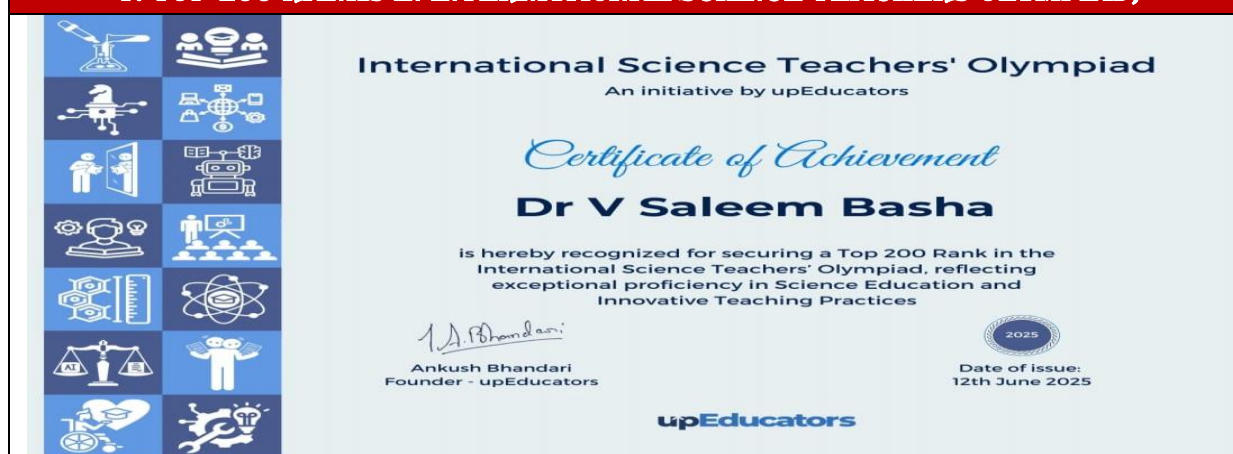 International Science Teachers' Olympiad
An initiative by upEducators
Certificate of Achievement
Dr V Saleem Basha
is hereby recognized for securing a Top 200 Rank in the
International Science Teachers' Olympiad, reflecting
exceptional proficiency in Science Education and
Innovative Teaching Practices
Ankush Bhandari
Founder - upEducators
2025
Date of issue:
12th June 2025
upEducators
AI